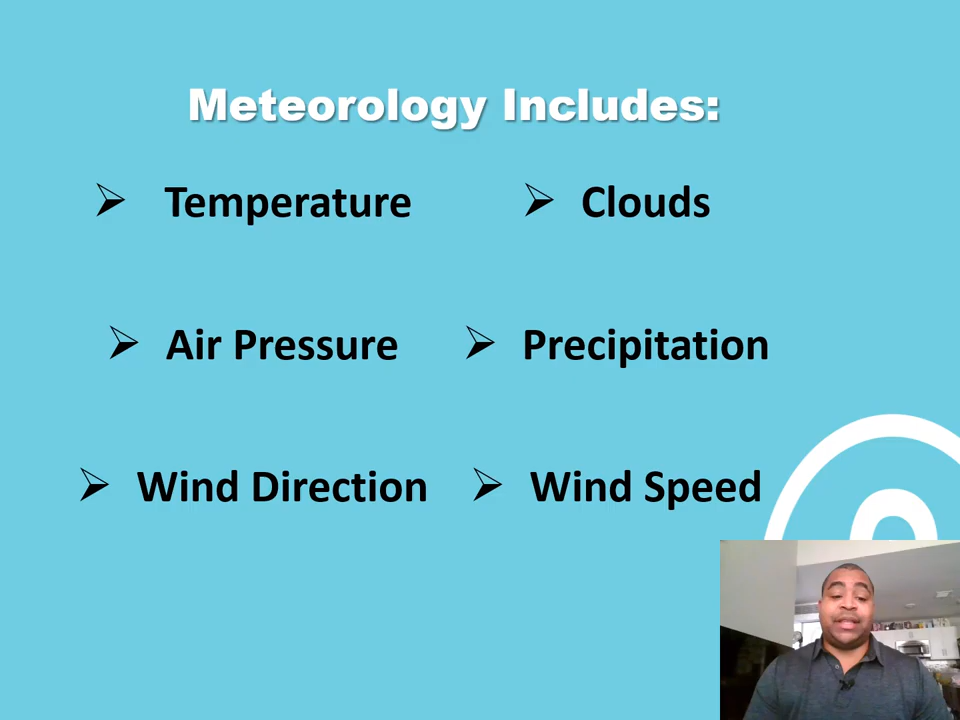 Meteorology Includes:
➢ Temperature
➢ Clouds
➢ Air Pressure
➢ Precipitation
➢ Wind Direction
➢ Wind Speed